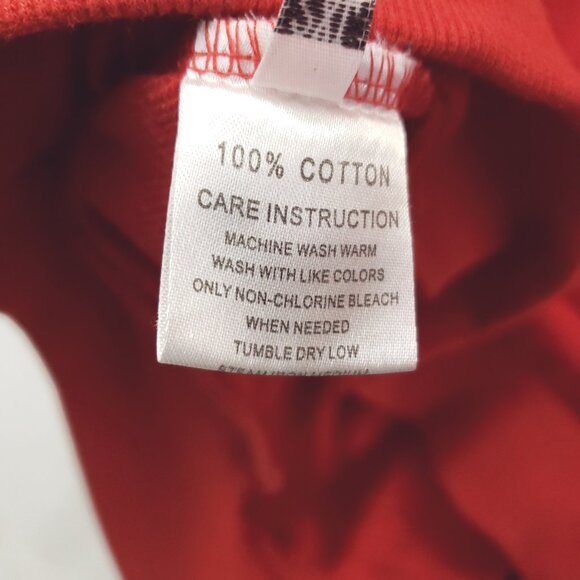 100% COTTON
CARE INSTRUCTION
MACHINE WASH WARM
WASH WITH LIKE COLORS
ONLY NON-CHLORINE BLEACH
WHEN NEEDED
TUMBLE DRY LOW